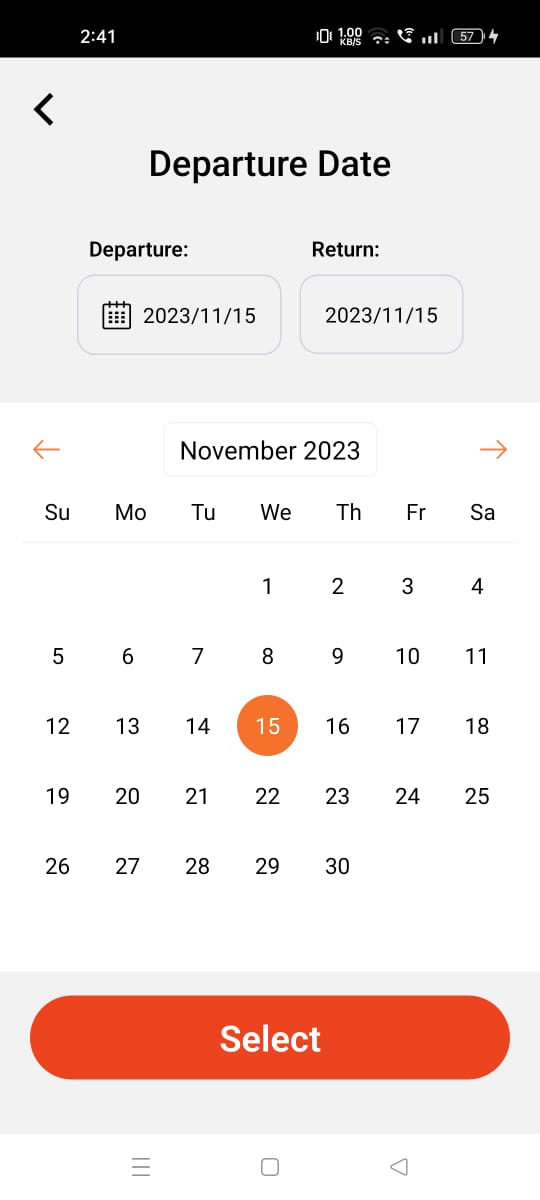 2:41 1.00 KB/S 57
Departure Date
Departure: Return:
2023/11/15 2023/11/15
November 2023
Su Mo Tu We Th Fr Sa
1 2 3 4
5 6 7 8 9 10 11
12 13 14 15 16 17 18
19 20 21 22 23 24 25
26 27 28 29 30
Select